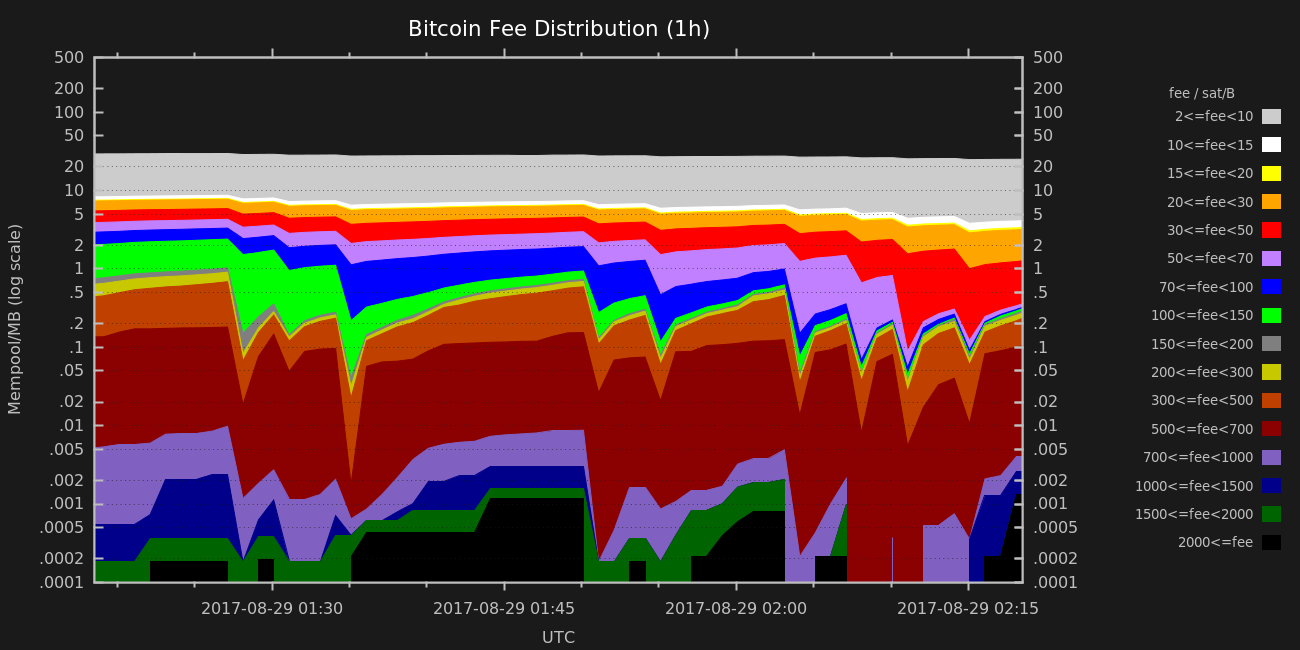 Bitcoin Fee Distribution (1h)
500 500
200 200
100 100
50 50
20 20
10 10
5 5
2 2
1 1
.5 .5
.2 .2
.1 .1
.05 .05
.02 .02
.01 .01
.005 .005
.002 .002
.001 .001
.0005 .0005
.0002 .0002
.0001 .0001
Mempool/MB (log scale)
2017-08-29 01:30 2017-08-29 01:45 2017-08-29 02:00 2017-08-29 02:15
UTC
fee / sat/B
2<=fee<10
10<=fee<15
15<=fee<20
20<=fee<30
30<=fee<50
50<=fee<70
70<=fee<100
100<=fee<150
150<=fee<200
200<=fee<300
300<=fee<500
500<=fee<700
700<=fee<1000
1000<=fee<1500
1500<=fee<2000
2000<=fee